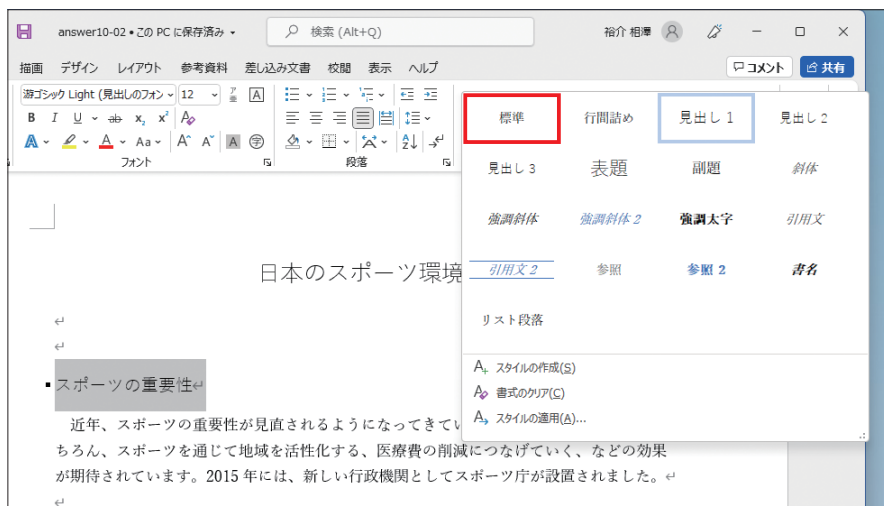 answer10-02 • この PC に保存済み
検索 (Alt+Q)
裕介 相澤
描画 デザイン レイアウト 参考資料 差し込み文書 校閲 表示 ヘルプ
コメント 共有
游ゴシック Light (見出しのフォン 12 ア亜 A
B I U ab x₂ x² A
A A Aa A A A 字
フォント
段落
標準 行間詰め 見出し 1 見出し 2
見出し 3 表題 副題 斜体
強調斜体 強調斜体 2 強調太字 引用文
引用文 2 参照 参照 2 書名
リスト段落
スタイルの作成(S)
書式のクリア(C)
スタイルの適用(A)...
日本のスポーツ環境
スポーツの重要性
近年、スポーツの重要性が見直されるようになってきてい
ちろん、スポーツを通じて地域を活性化する、医療費の削減につなげていく、などの効果
が期待されています。2015 年には、新しい行政機関としてスポーツ庁が設置されました。